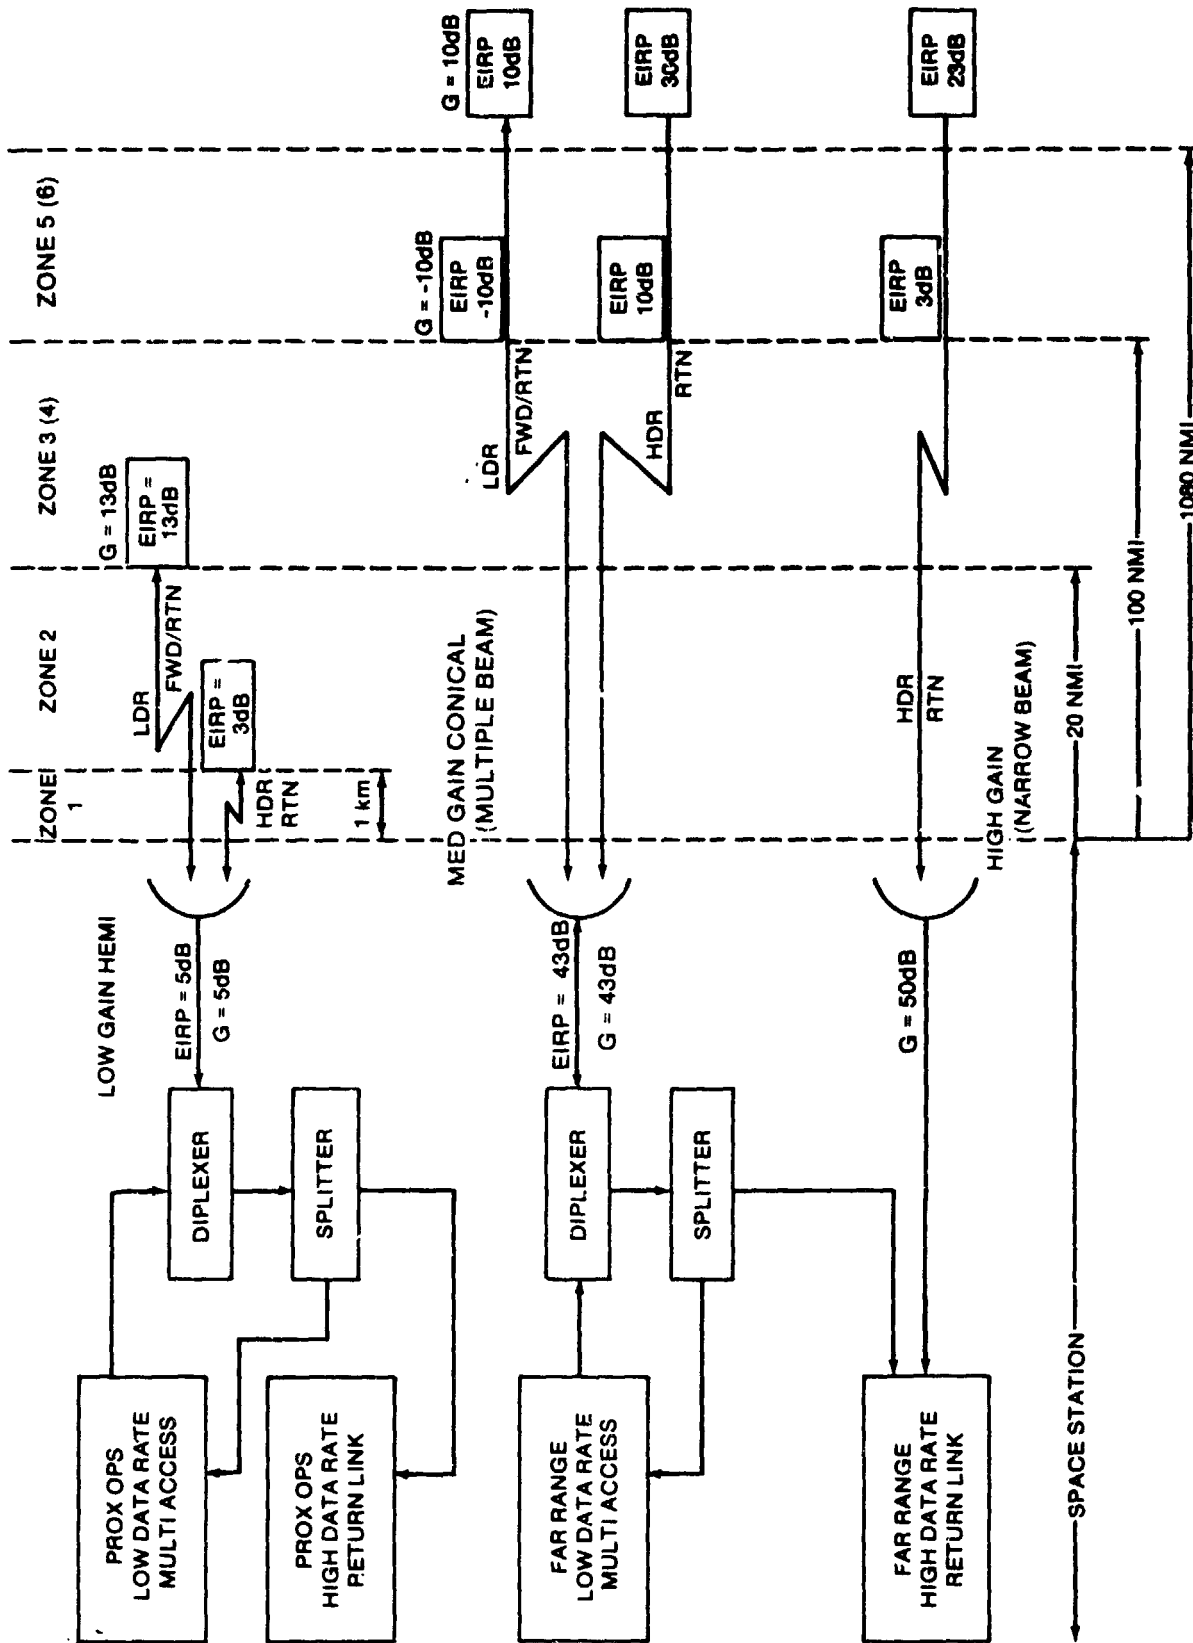 ZONE
1
ZONE 2
ZONE 3 (4)
ZONE 5 (6)
LOW GAIN HEMI
PROX OPS
LOW DATA RATE
MULTI ACCESS
DIPLEXER
EIRP = 5dB
G = 5dB
LDR
FWD/RTN
G = 13dB
EIRP =
13dB
PROX OPS
HIGH DATA RATE
RETURN LINK
SPLITTER
HDR
RTN
EIRP =
3dB
1 km
MED GAIN CONICAL
(MULTIPLE BEAM)
FAR RANGE
LOW DATA RATE
MULTI ACCESS
DIPLEXER
EIRP = 43dB
G = 43dB
LDR
FWD/RTN
G = -10dB
EIRP
-10dB
G = 10dB
EIRP
10dB
SPLITTER
HDR
RTN
EIRP
10dB
EIRP
30dB
FAR RANGE
HIGH DATA RATE
RETURN LINK
G = 50dB
HDR
RTN
EIRP
3dB
EIRP
23dB
HIGH GAIN
(NARROW BEAM)
SPACE STATION
20 NMI
100 NMI
1080 NMI